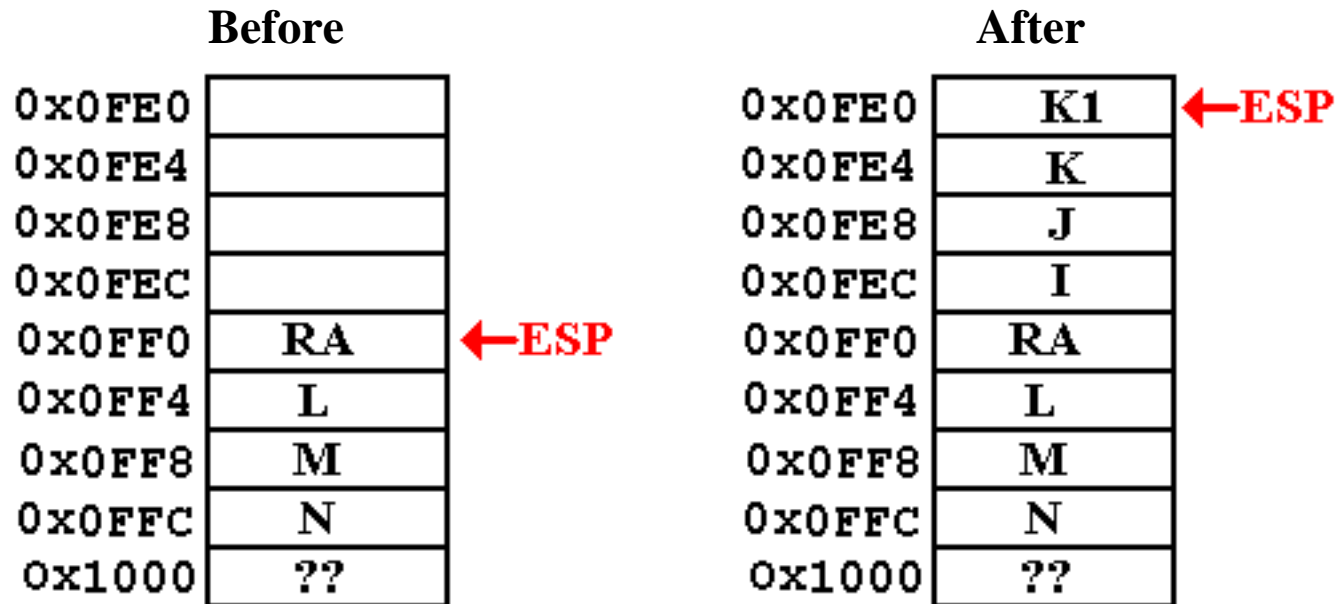 Before After
0x0FE0 0x0FE0 K1 ←ESP
0x0FE4 0x0FE4 K
0x0FE8 0x0FE8 J
0x0FEC 0x0FEC I
0x0FF0 RA ←ESP 0x0FF0 RA
0x0FF4 L 0x0FF4 L
0x0FF8 M 0x0FF8 M
0x0FFC N 0x0FFC N
0x1000 ?? 0x1000 ??